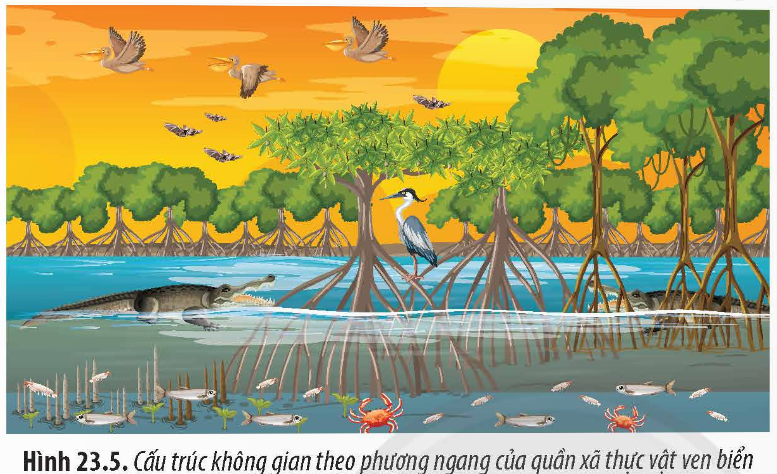 Hình 23.5. Cấu trúc không gian theo phương ngang của quần xã thực vật ven biển